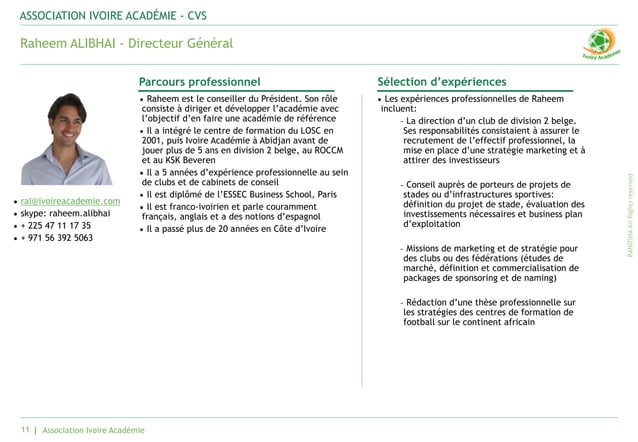 ASSOCIATION IVOIRE ACADÉMIE - CVS
Raheem ALIBHAI - Directeur Général
Ivoire Académie
• ral@ivoireacademie.com
• skype: raheem.alibhai
• + 225 47 11 17 35
• + 971 56 392 5063
Parcours professionnel
• Raheem est le conseiller du Président. Son rôle
consiste à diriger et développer l’académie avec
l’objectif d’en faire une académie de référence
• Il a intégré le centre de formation du LOSC en
2001, puis Ivoire Académie à Abidjan avant de
jouer plus de 5 ans en division 2 belge, au ROCCM
et au KSK Beveren
• Il a 5 années d’expérience professionnelle au sein
de clubs et de cabinets de conseil
• Il est diplômé de l’ESSEC Business School, Paris
• Il est franco-ivoirien et parle couramment
français, anglais et a des notions d’espagnol
• Il a passé plus de 20 années en Côte d’Ivoire
Sélection d’expériences
• Les expériences professionnelles de Raheem
incluent:
– La direction d’un club de division 2 belge.
Ses responsabilités consistaient à assurer le
recrutement de l’effectif professionnel, la
mise en place d’une stratégie marketing et à
attirer des investisseurs
– Conseil auprès de porteurs de projets de
stades ou d’infrastructures sportives:
définition du projet de stade, évaluation des
investissements nécessaires et business plan
d’exploitation
– Missions de marketing et de stratégie pour
des clubs ou des fédérations (études de
marché, définition et commercialisation de
packages de sponsoring et de naming)
– Rédaction d’une thèse professionnelle sur
les stratégies des centres de formation de
football sur le continent africain
RANOSHA All Rights reserved
11 | Association Ivoire Académie